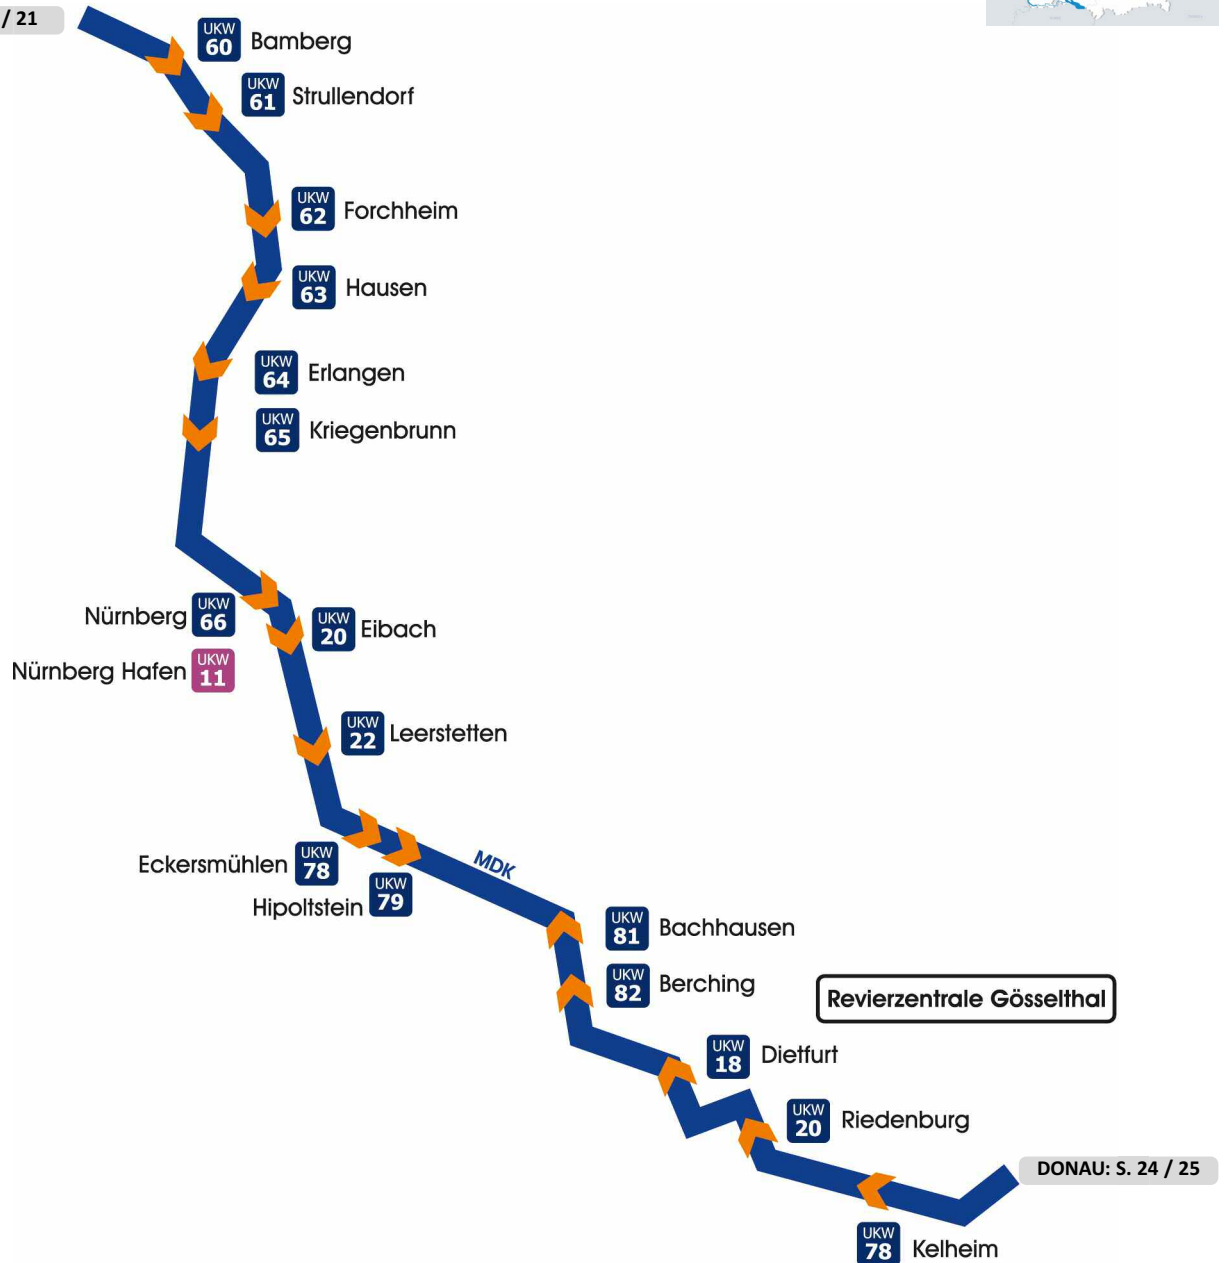 / 21
UKW
60
Bamberg
UKW
61
Strullendorf
UKW
62
Forchheim
UKW
63
Hausen
UKW
64
Erlangen
UKW
65
Kriegenbrunn
Nürnberg
UKW
66
UKW
20
Eibach
Nürnberg Hafen
UKW
11
UKW
22
Leerstetten
Eckersmühlen
UKW
78
MDK
Hipoltstein
UKW
79
UKW
81
Bachhausen
UKW
82
Berching
Revierzentrale Gösselthal
UKW
18
Dietfurt
UKW
20
Riedenburg
DONAU: S. 24 / 25
UKW
78
Kelheim